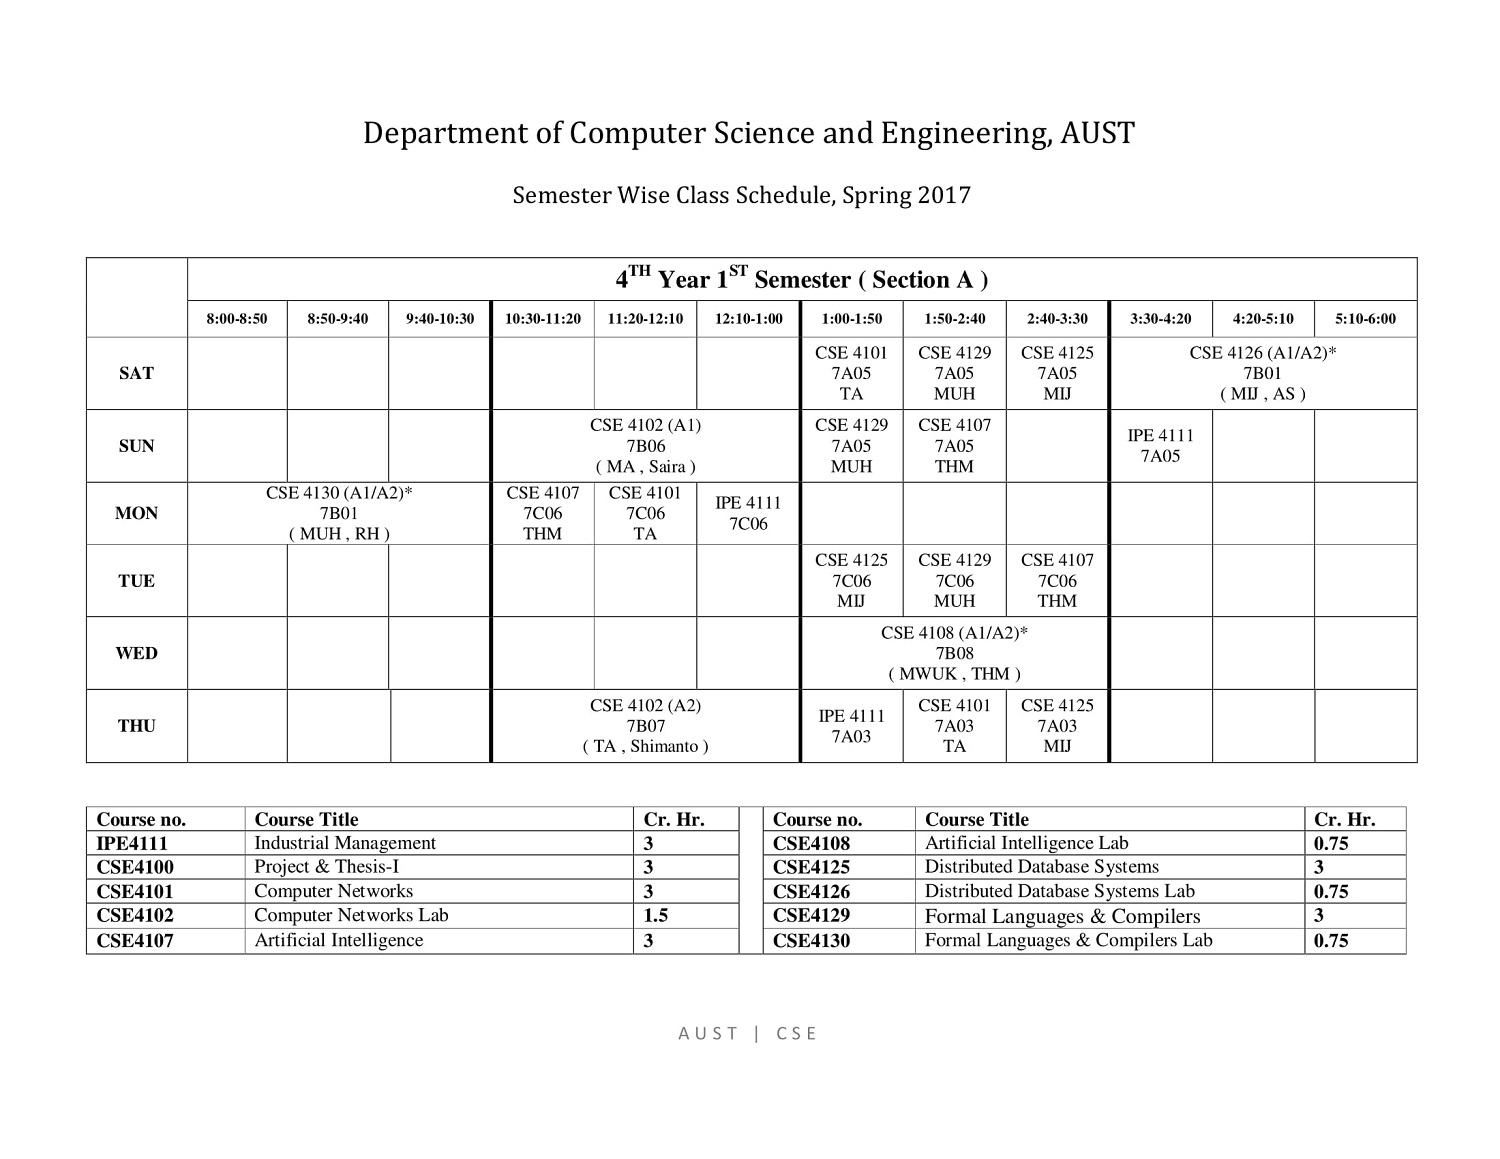 Department of Computer Science and Engineering, AUST
Semester Wise Class Schedule, Spring 2017
4TH Year 1ST Semester ( Section A )
8:00-8:50 8:50-9:40 9:40-10:30 10:30-11:20 11:20-12:10 12:10-1:00 1:00-1:50 1:50-2:40 2:40-3:30 3:30-4:20 4:20-5:10 5:10-6:00
SAT
CSE 4101
7A05
TA
CSE 4129
7A05
MUH
CSE 4125
7A05
MIJ
CSE 4126 (A1/A2)*
7B01
( MIJ , AS )
SUN
CSE 4102 (A1)
7B06
( MA , Saira )
CSE 4129
7A05
MUH
CSE 4107
7A05
THM
IPE 4111
7A05
MON
CSE 4130 (A1/A2)*
7B01
( MUH , RH )
CSE 4107
7C06
THM
CSE 4101
7C06
TA
IPE 4111
7C06
TUE
CSE 4125
7C06
MIJ
CSE 4129
7C06
MUH
CSE 4107
7C06
THM
WED
CSE 4108 (A1/A2)*
7B08
( MWUK , THM )
THU
CSE 4102 (A2)
7B07
( TA , Shimanto )
IPE 4111
7A03
CSE 4101
7A03
TA
CSE 4125
7A03
MIJ
Course no. Course Title Cr. Hr. Course no. Course Title Cr. Hr.
IPE4111 Industrial Management 3 CSE4108 Artificial Intelligence Lab 0.75
CSE4100 Project & Thesis-I 3 CSE4125 Distributed Database Systems 3
CSE4101 Computer Networks 3 CSE4126 Distributed Database Systems Lab 0.75
CSE4102 Computer Networks Lab 1.5 CSE4129 Formal Languages & Compilers 3
CSE4107 Artificial Intelligence 3 CSE4130 Formal Languages & Compilers Lab 0.75
AUST | CSE